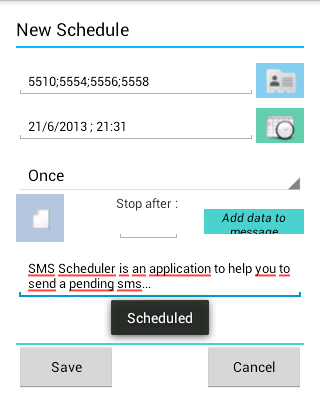 New Schedule
5510;5554;5556;5558
21/6/2013 ; 21:31
Once
Stop after :
Add data to
message
SMS Scheduler is an application to help you to
send a pending sms...
Scheduled
Save
Cancel